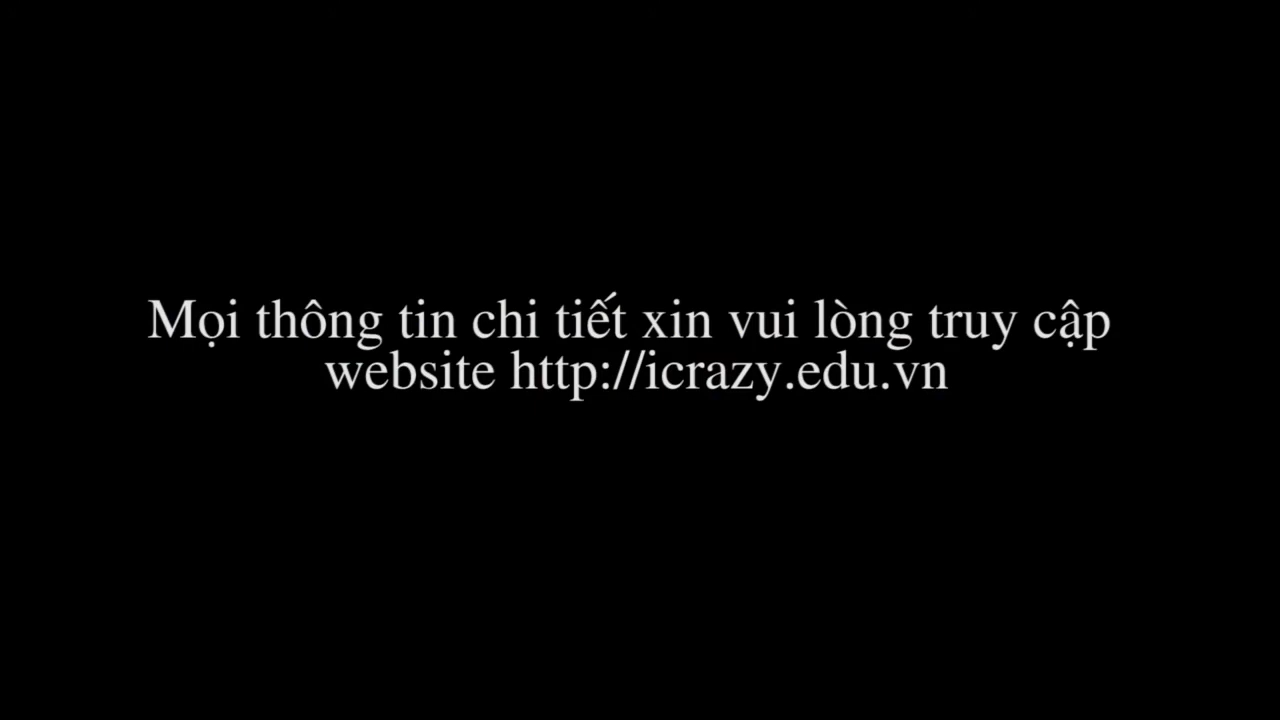 Mọi thông tin chi tiết xin vui lòng truy cập
website http://icrazy.edu.vn